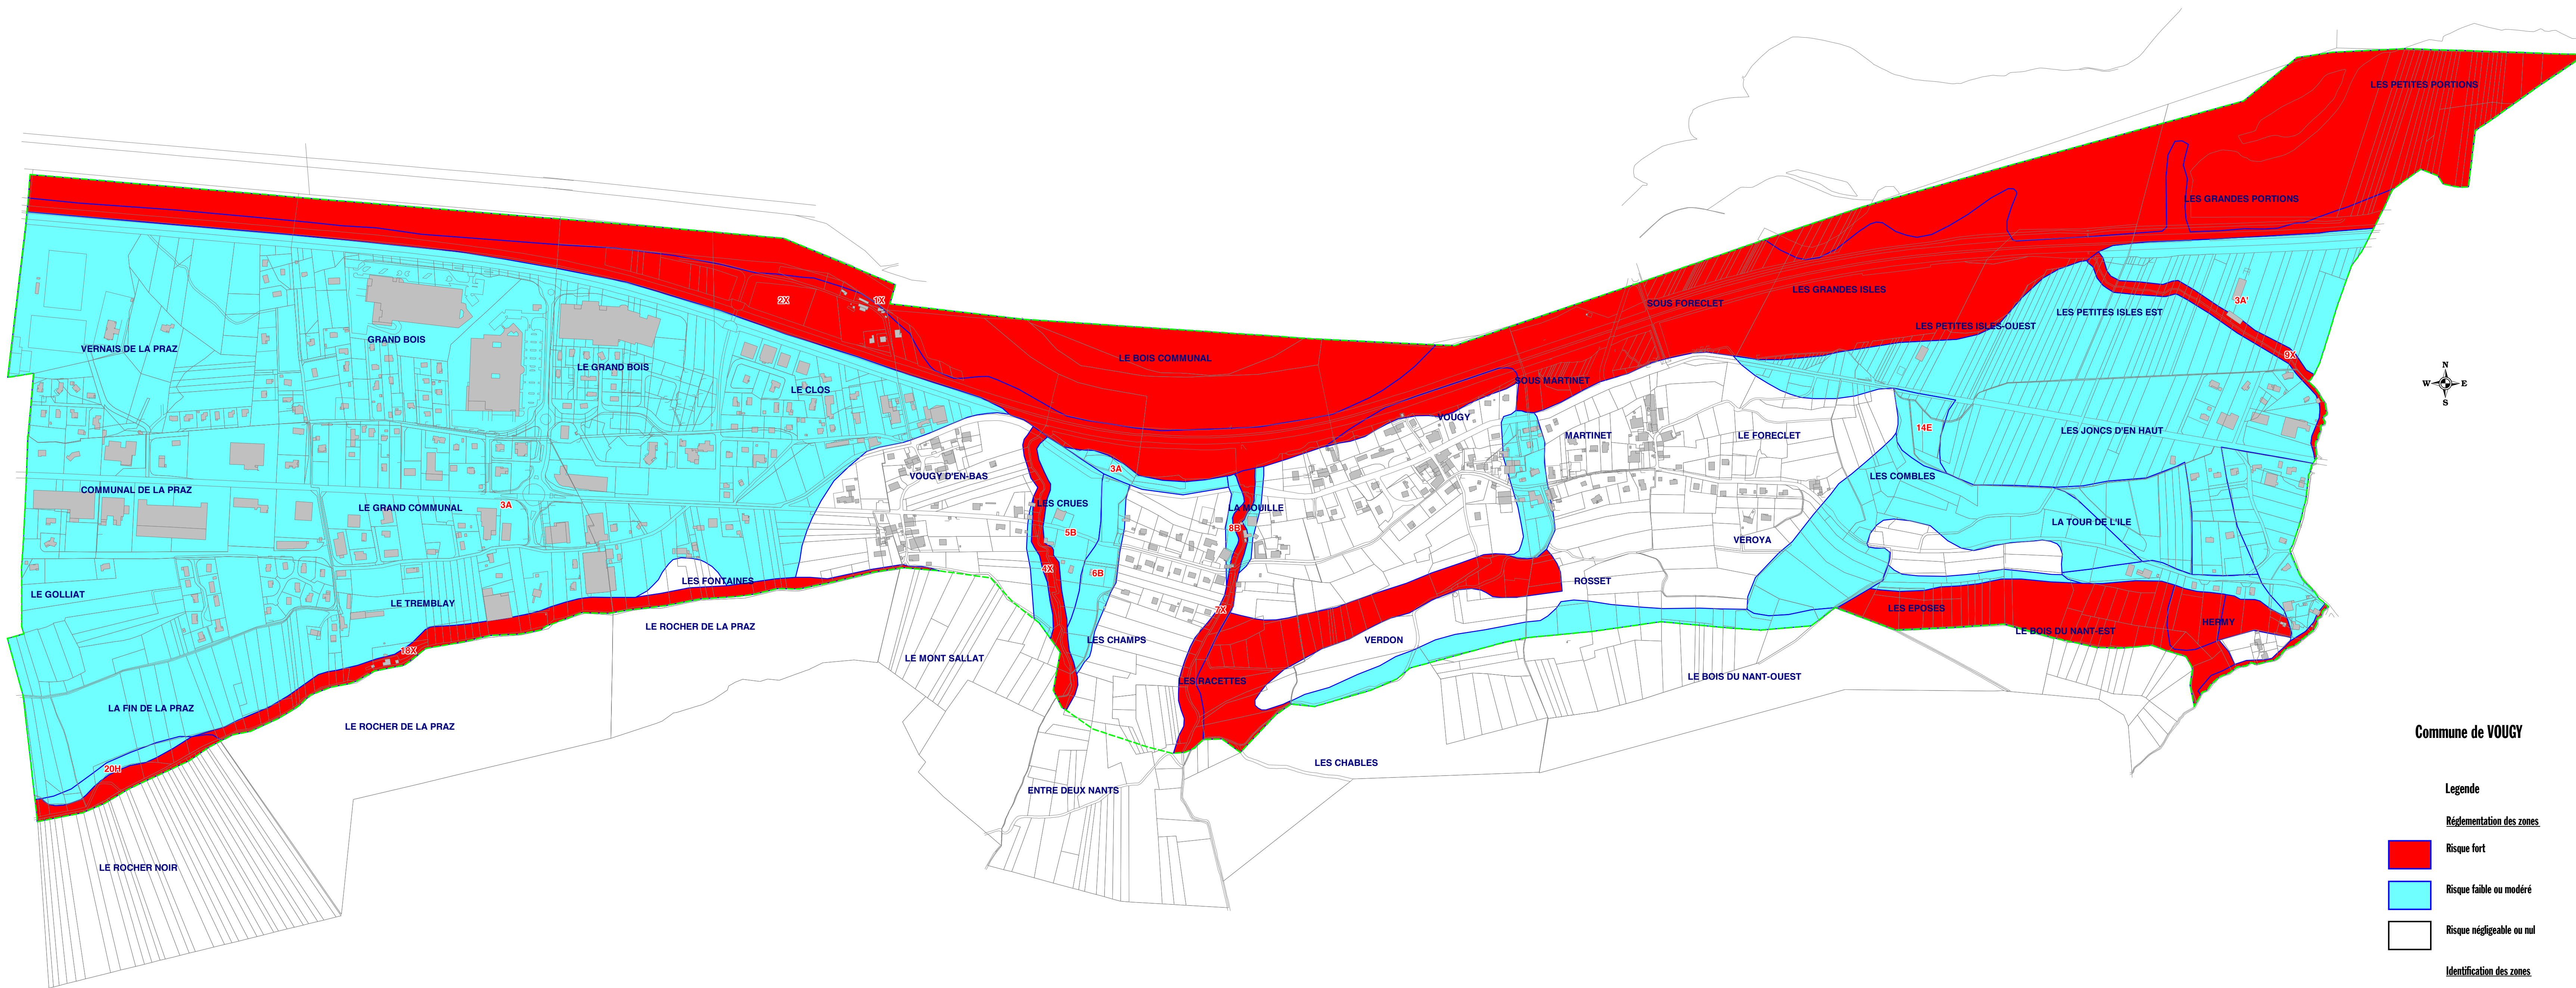 LES PETITES PORTIONS
LES GRANDES PORTIONS
LES GRANDES ISLES
2X
1X
SOUS FORECLET
3A'
LES PETITES ISLES EST
LES PETITES ISLES-OUEST
GRAND BOIS
VERNAIS DE LA PRAZ
LE BOIS COMMUNAL
9X
LE GRAND BOIS
N
W
E
S
SOUS MARTINET
LE CLOS
VOUGY
14E
LES JONCS D'EN HAUT
MARTINET
LE FORECLET
3A
VOUGY D'EN-BAS
LES COMBLES
COMMUNAL DE LA PRAZ
LES CRUES
3A
LE GRAND COMMUNAL
LA MOUILLE
LA TOUR DE L'ILE
8B
5B
VEROYA
4X
6B
LES FONTAINES
ROSSET
LE GOLLIAT
LE TREMBLAY
7X
LES EPOSES
HERMY
LE ROCHER DE LA PRAZ
LE BOIS DU NANT-EST
LES CHAMPS
VERDON
18X
LE MONT SALLAT
LE BOIS DU NANT-OUEST
LES RACETTES
LA FIN DE LA PRAZ
LE ROCHER DE LA PRAZ
20H
LES CHABLES
ENTRE DEUX NANTS
LE ROCHER NOIR
Commune de VOUGY
Legende
Réglementation des zones
Risque fort
Risque faible ou modéré
Risque négligeable ou nul
Identification des zones